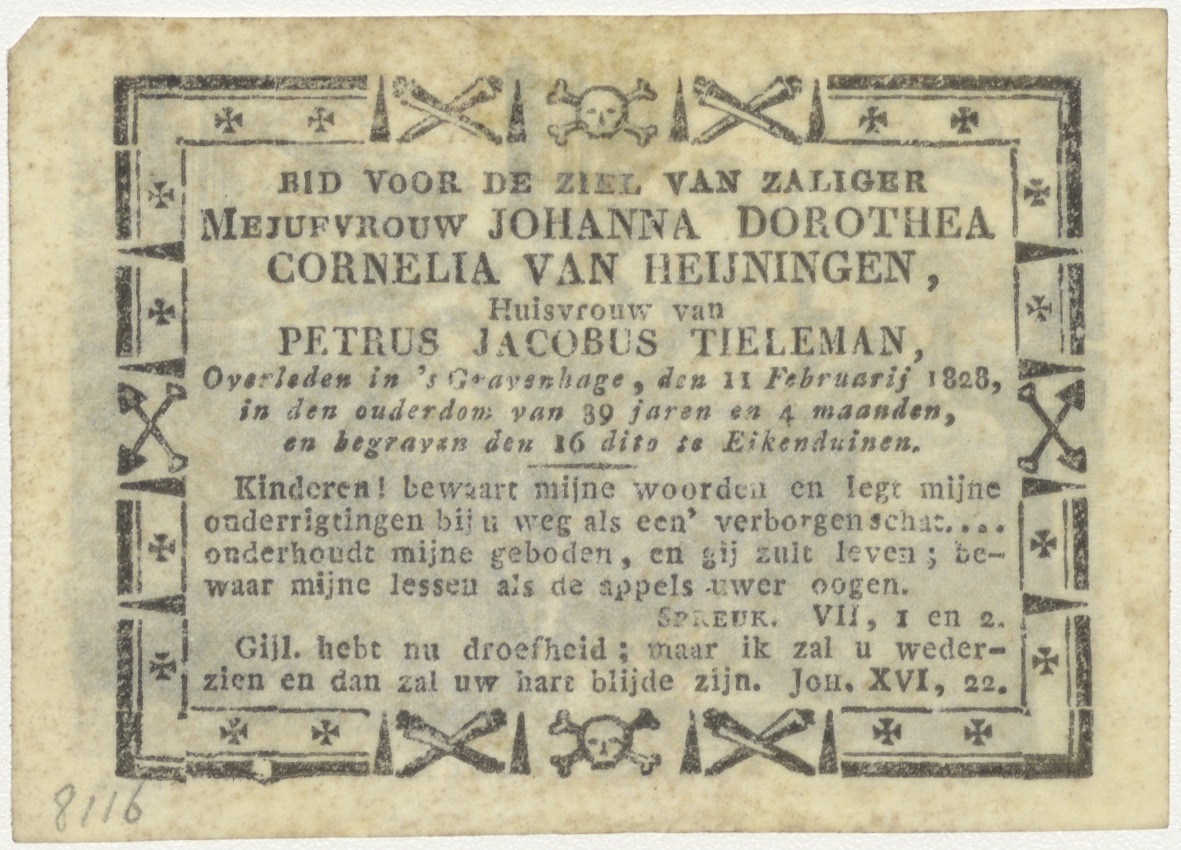 BID VOOR DE ZIEL VAN ZALIGER
MEJUFVROUW JOHANNA DOROTHEA
CORNELIA VAN HEIJNINGEN,
Huisvrouw van
PETRUS JACOBUS TIELEMAN,
Overleden in 's Gravenhage, den 11 Februarij 1828,
in den ouderdom van 39 jaren en 4 maanden,
en begraven den 16 dito te Eikenduinen.
Kinderen! bewaart mijne woorden en legt mijne
onderrigtingen bij u weg als een' verborgen schat....
onderhoudt mijne geboden, en gij zult leven; be-
waar mijne lessen als de appels uwer oogen.
SPREUK. VII, 1 en 2.
Gijl. hebt nu droefheid; maar ik zal u weder-
zien en dan zal uw hart blijde zijn. JOH. XVI, 22.
8116